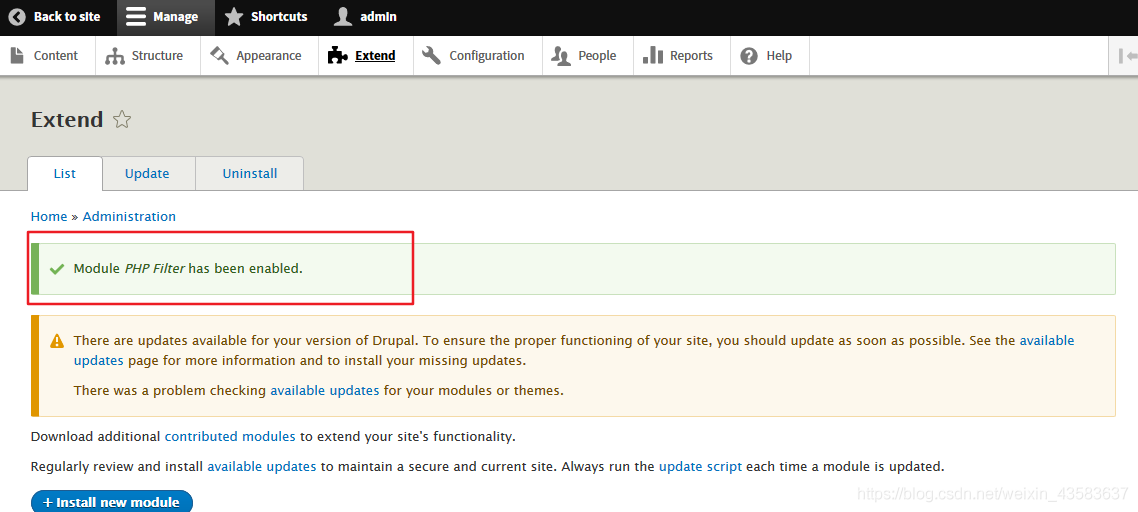 Back to site Manage Shortcuts admin
Content Structure Appearance Extend Configuration People Reports Help
Extend
List Update Uninstall
Home » Administration
Module PHP Filter has been enabled.
There are updates available for your version of Drupal. To ensure the proper functioning of your site, you should update as soon as possible. See the available
updates page for more information and to install your missing updates.
There was a problem checking available updates for your modules or themes.
Download additional contributed modules to extend your site's functionality.
Regularly review and install available updates to maintain a secure and current site. Always run the update script each time a module is updated.
+ Install new module
https://blog.csdn.net/weixin_43583637